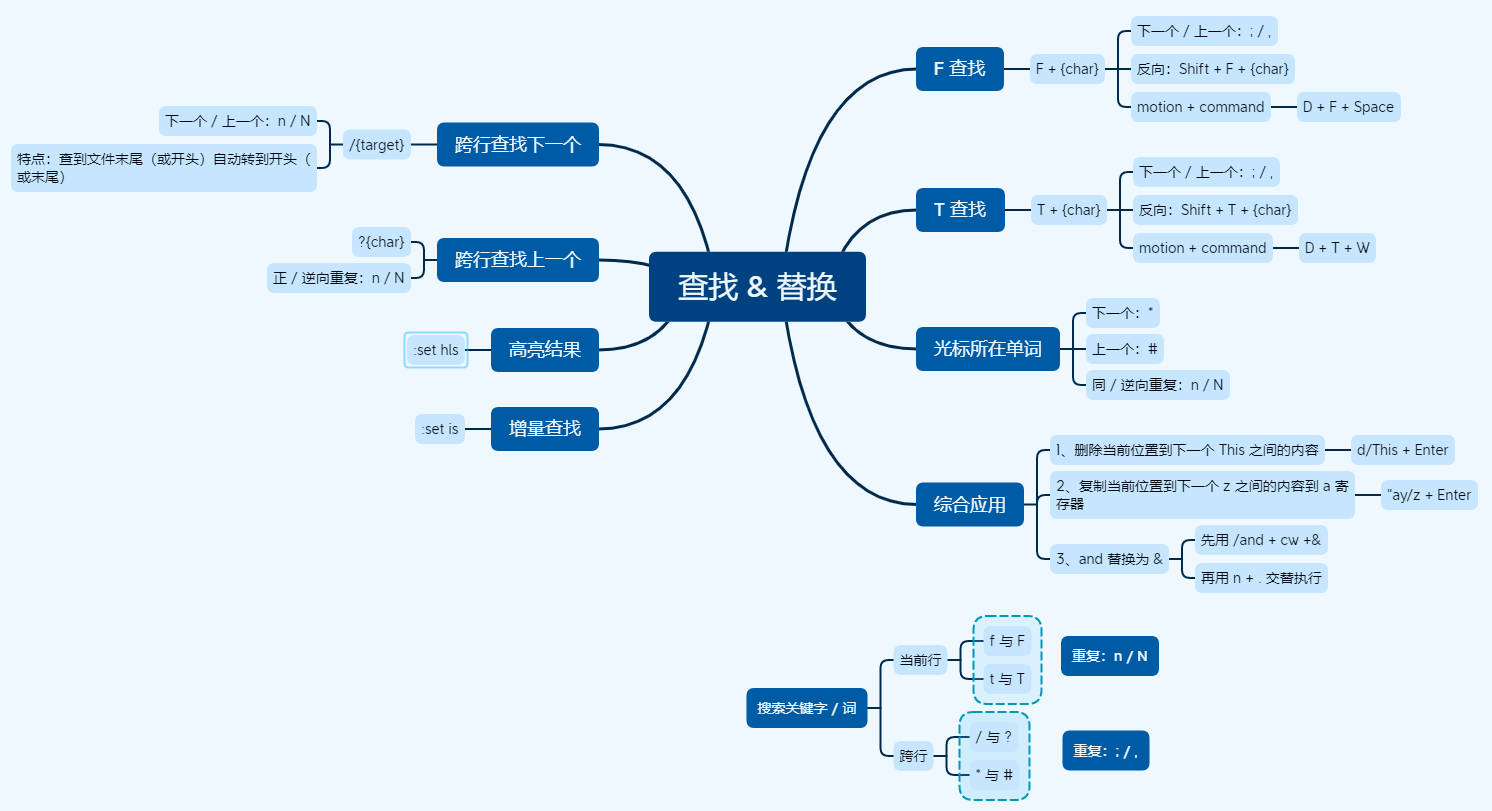 查找 & 替换
F 查找
F + {char}
下一个 / 上一个：; / ,
反向：Shift + F + {char}
motion + command
D + F + Space
T 查找
T + {char}
下一个 / 上一个：; / ,
反向：Shift + T + {char}
motion + command
D + T + W
光标所在单词
下一个：*
上一个：#
同 / 逆向重复：n / N
综合应用
1、删除当前位置到下一个 This 之间的内容
d/This + Enter
2、复制当前位置到下一个 z 之间的内容到 a 寄
存器
"ay/z + Enter
3、and 替换为 &
先用 /and + cw +&
再用 n + . 交替执行
跨行查找下一个
/{target}
下一个 / 上一个：n / N
特点：查到文件末尾（或开头）自动转到开头（
或末尾）
跨行查找上一个
?{char}
正 / 逆向重复：n / N
高亮结果
:set hls
增量查找
:set is
搜索关键字 / 词
当前行
f 与 F
t 与 T
重复：n / N
跨行
/ 与 ?
* 与 #
重复：; / ,